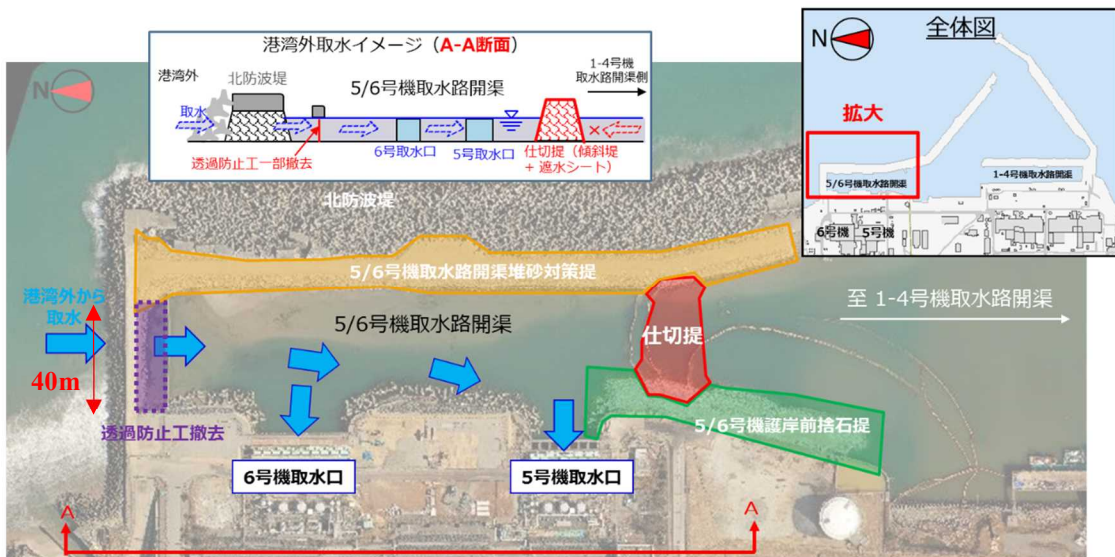 港湾外取水イメージ（A-A断面）
港湾外
北防波堤
5/6号機取水路開渠
1-4号機
取水路開渠側
取水
6号取水口
5号取水口
透過防止工一部撤去
仕切提（傾斜堤
+ 遮水シート）
×
N
全体図
N
拡大
5/6号機取水路開渠
1-4号機取水路開渠
6号機
5号機
N
北防波堤
5/6号機取水路開渠堆砂対策提
港湾外から
取水
5/6号機取水路開渠
至 1-4号機取水路開渠
仕切提
40m
透過防止工撤去
5/6号機護岸前捨石提
6号機取水口
5号機取水口
A
A